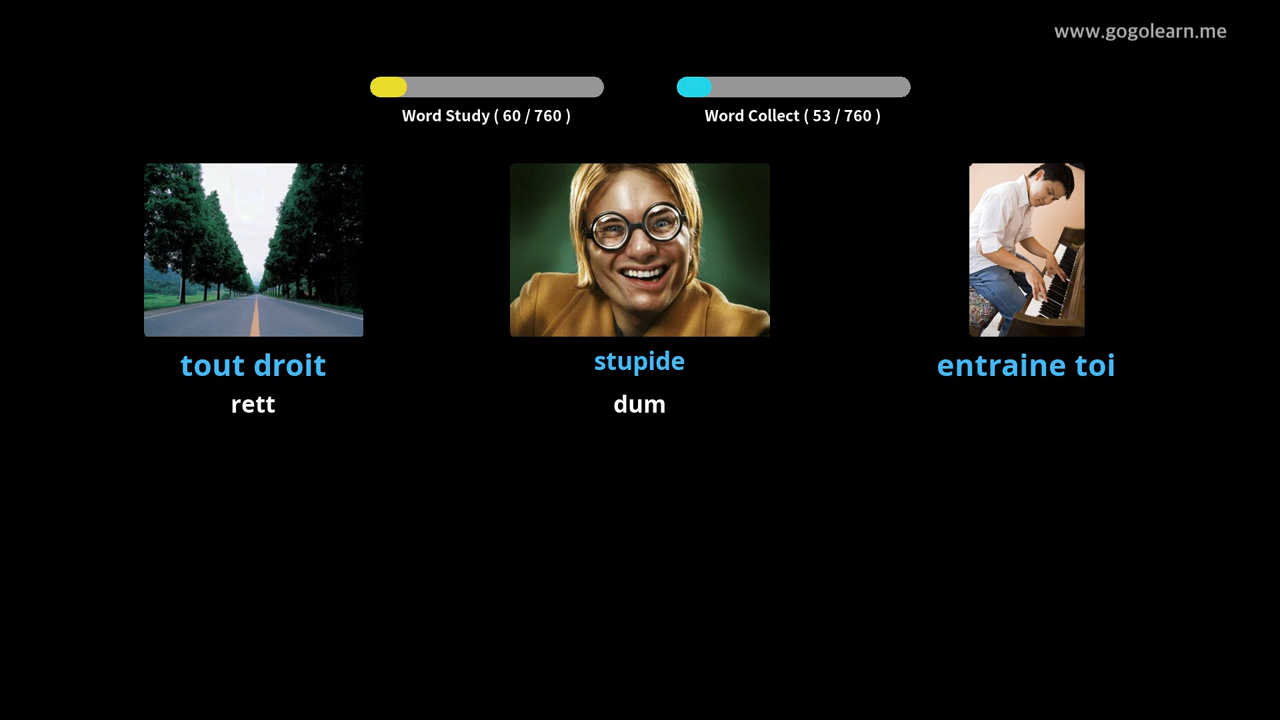 www.gogolearn.me
Word Study ( 60 / 760 )
Word Collect ( 53 / 760 )
tout droit
stupide
entraine toi
rett
dum